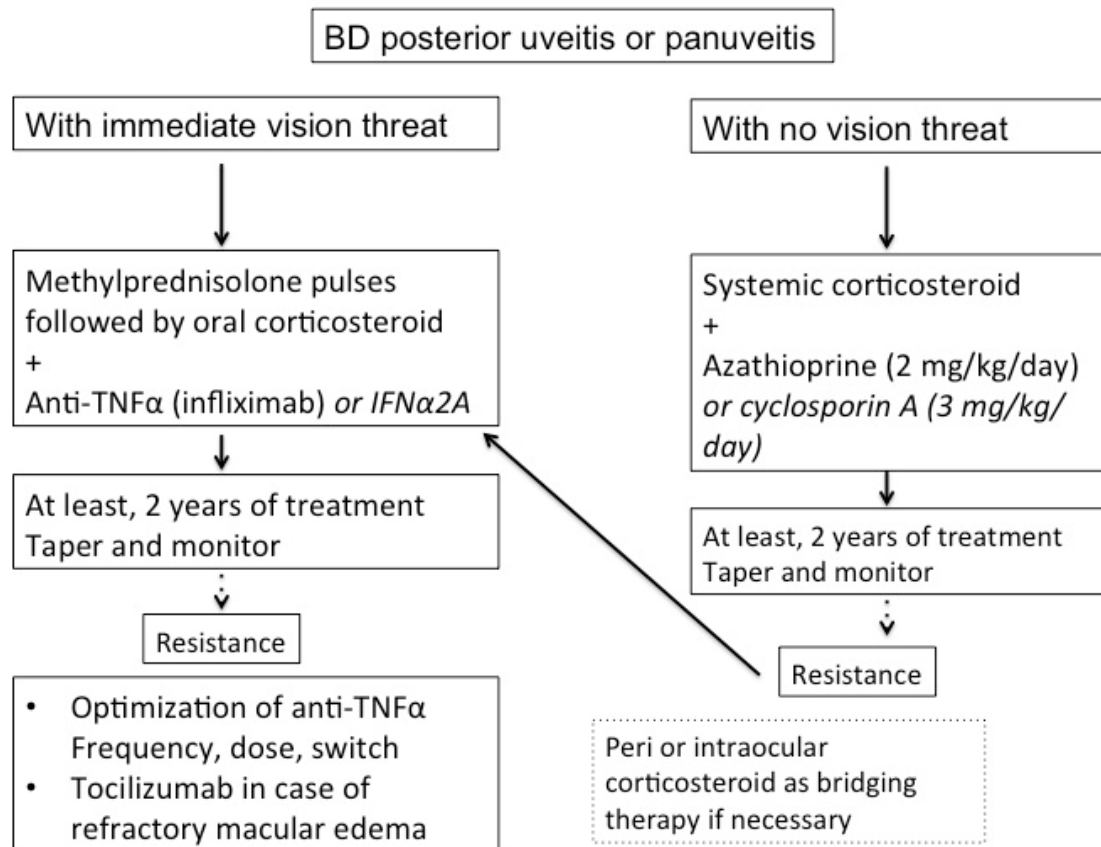 BD posterior uveitis or panuveitis
With immediate vision threat
Methylprednisolone pulses
followed by oral corticosteroid
+
Anti-TNFα (infliximab) or IFNα2A
At least, 2 years of treatment
Taper and monitor
Resistance
• Optimization of anti-TNFα
Frequency, dose, switch
• Tocilizumab in case of
refractory macular edema
With no vision threat
Systemic corticosteroid
+
Azathioprine (2 mg/kg/day)
or cyclosporin A (3 mg/kg/
day)
At least, 2 years of treatment
Taper and monitor
Resistance
Peri or intraocular
corticosteroid as bridging
therapy if necessary